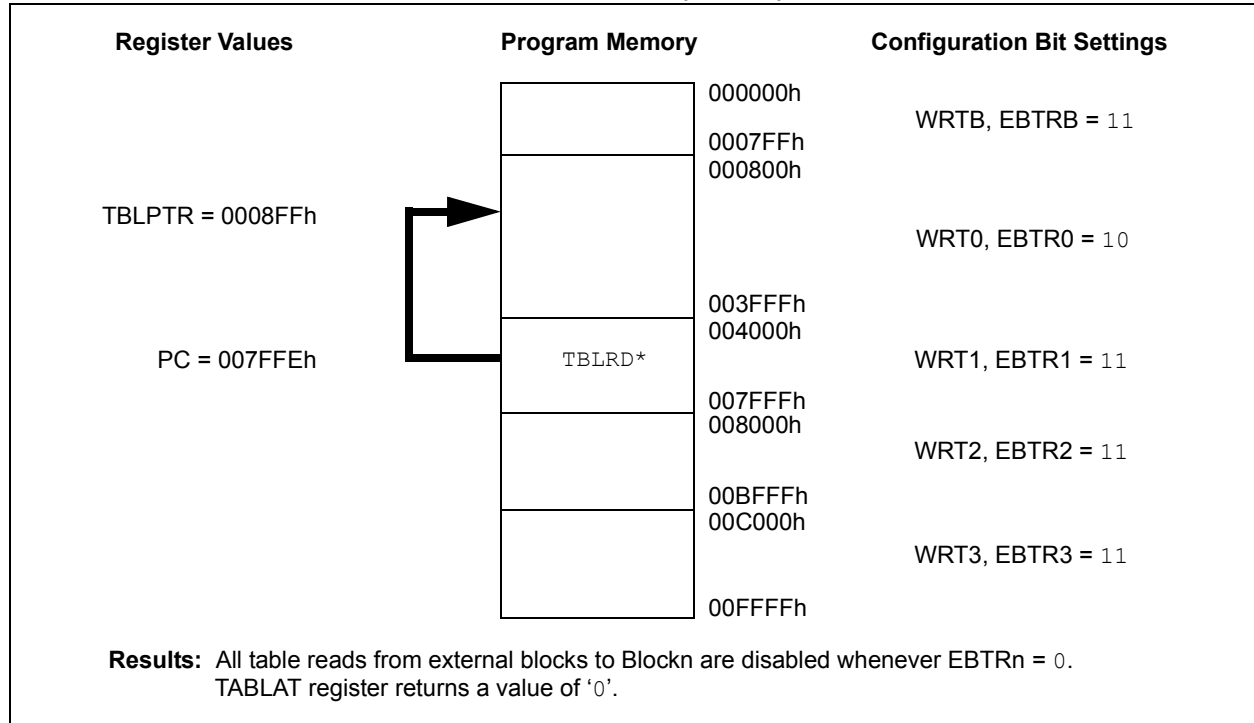 Register Values Program Memory Configuration Bit Settings
000000h
WRTB, EBTRB = 11
0007FFh
000800h
TBLPTR = 0008FFh
WRT0, EBTR0 = 10
003FFFh
004000h
PC = 007FFEh TBLRD* WRT1, EBTR1 = 11
007FFFh
008000h
WRT2, EBTR2 = 11
00BFFFh
00C000h
WRT3, EBTR3 = 11
00FFFFh
Results: All table reads from external blocks to Blockn are disabled whenever EBTRn = 0.
TABLAT register returns a value of ‘0’.